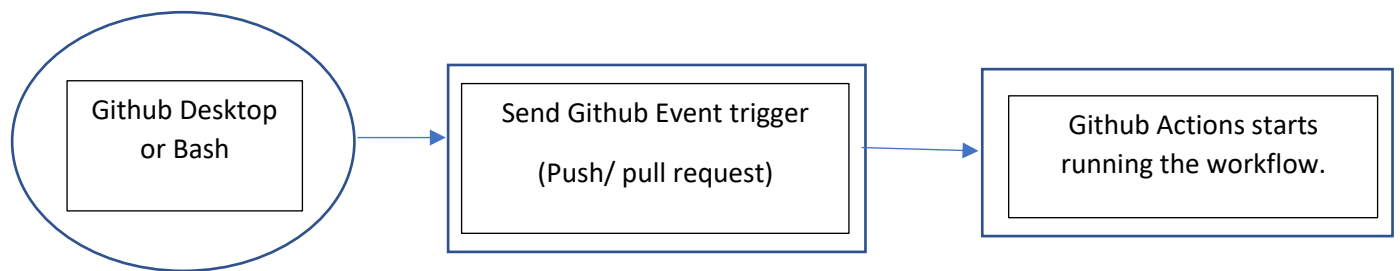 Github Desktop
or Bash
Send Github Event trigger
(Push/ pull request)
Github Actions starts
running the workflow.